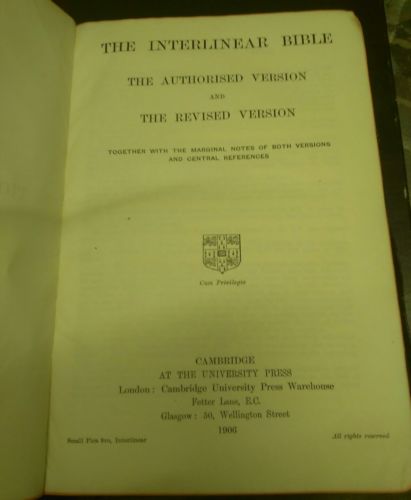 THE INTERLINEAR BIBLE
THE AUTHORISED VERSION
AND
THE REVISED VERSION
TOGETHER WITH THE MARGINAL NOTES OF BOTH VERSIONS
AND CENTRAL REFERENCES
Cum Privilegio
CAMBRIDGE
AT THE UNIVERSITY PRESS
London: Cambridge University Press Warehouse
Fetter Lane, E.C.
Glasgow: 50, Wellington Street
1906
Small Pica 8vo, Interlinear
All rights reserved